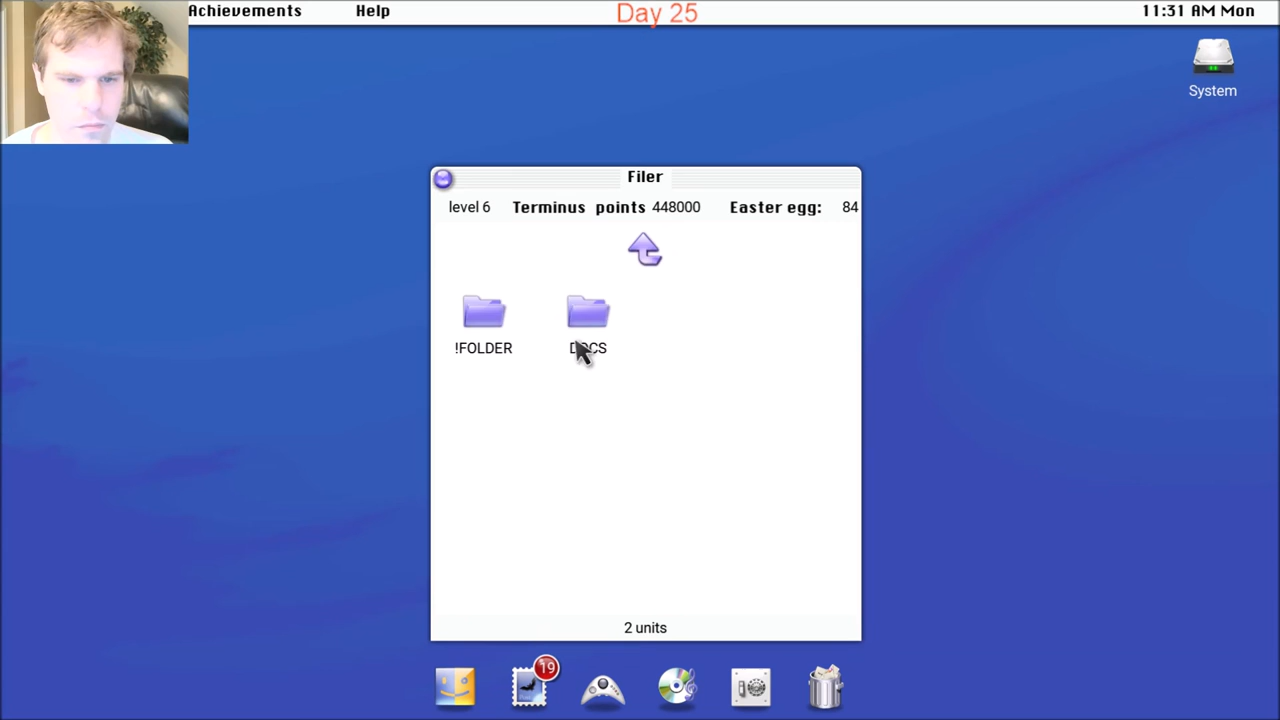 Achievements Help Day 25 11:31 AM Mon
System
Filer
level 6 Terminus points 448000 Easter egg: 84
!FOLDER DOCS
2 units
19